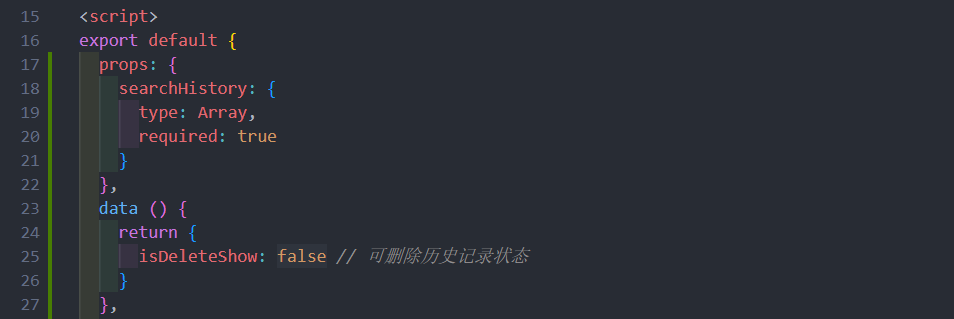 15 <script>
16 export default {
17 props: {
18 searchHistory: {
19 type: Array,
20 required: true
21 }
22 },
23 data () {
24 return {
25 isDeleteShow: false // 可删除历史记录状态
26 }
27 },